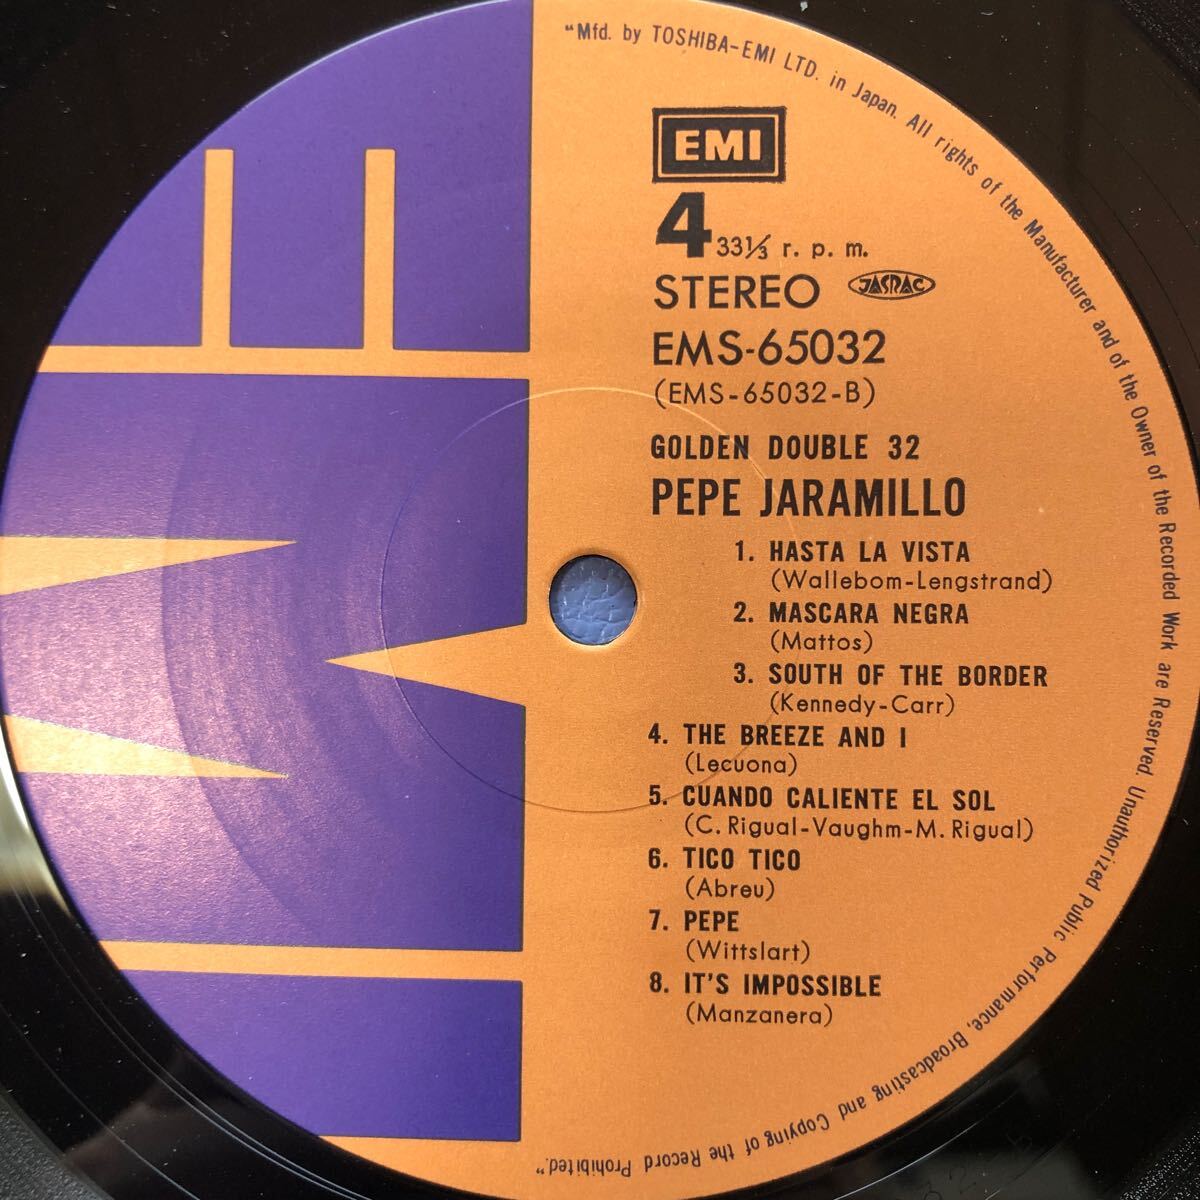 "Mfd. by TOSHIBA-EMI LTD. in Japan. All rights of the Manufacturer and of the Owner of the Recorded Work are Reserved. Unauthorized Public Performance, Broadcasting and Copying of the Record Prohibited."
EMI
4 33⅓ r. p. m.
STEREO JASRAC
EMS-65032
(EMS-65032-B)
GOLDEN DOUBLE 32
PEPE JARAMILLO
1. HASTA LA VISTA
(Wallebom-Lengstrand)
2. MASCARA NEGRA
(Mattos)
3. SOUTH OF THE BORDER
(Kennedy-Carr)
4. THE BREEZE AND I
(Lecuona)
5. CUANDO CALIENTE EL SOL
(C. Rigual-Vaughm-M. Rigual)
6. TICO TICO
(Abreu)
7. PEPE
(Wittslart)
8. IT'S IMPOSSIBLE
(Manzanera)